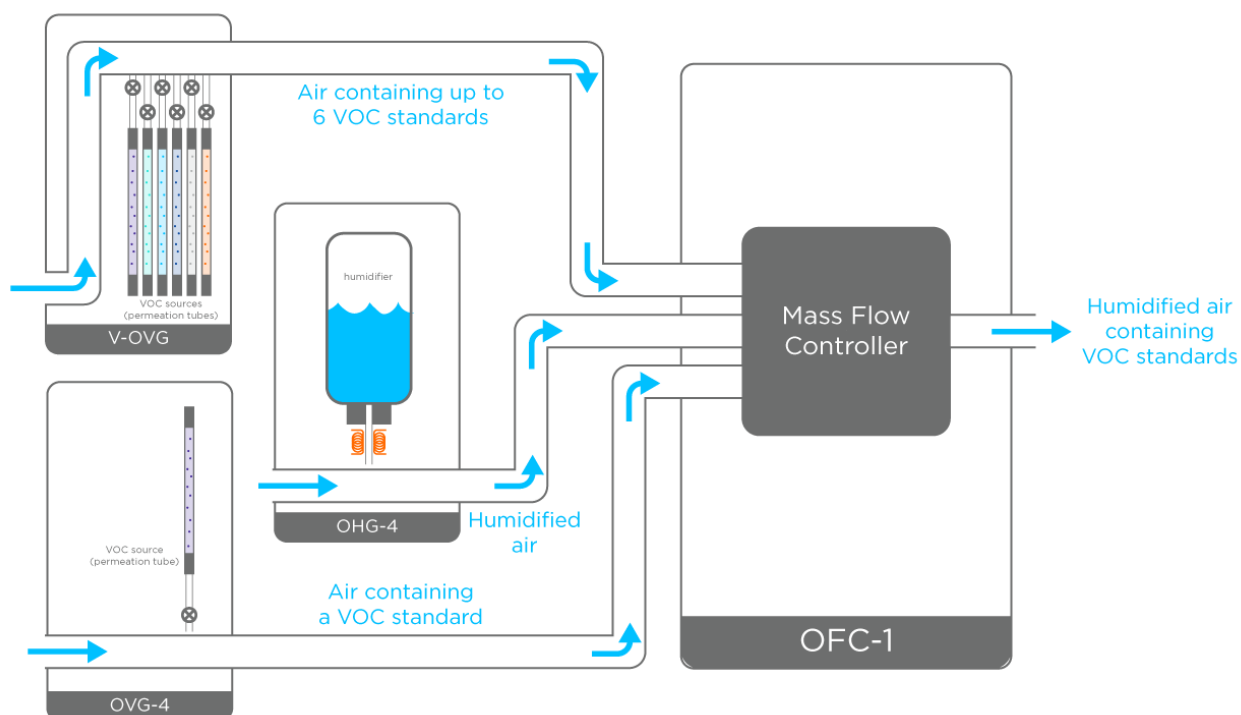 Air containing up to
6 VOC standards
VOC sources
(permeation tubes)
V-OVG
humidifier
OHG-4
Humidified
air
VOC source
(permeation tube)
Air containing
a VOC standard
OVG-4
Mass Flow
Controller
OFC-1
Humidified air
containing
VOC standards